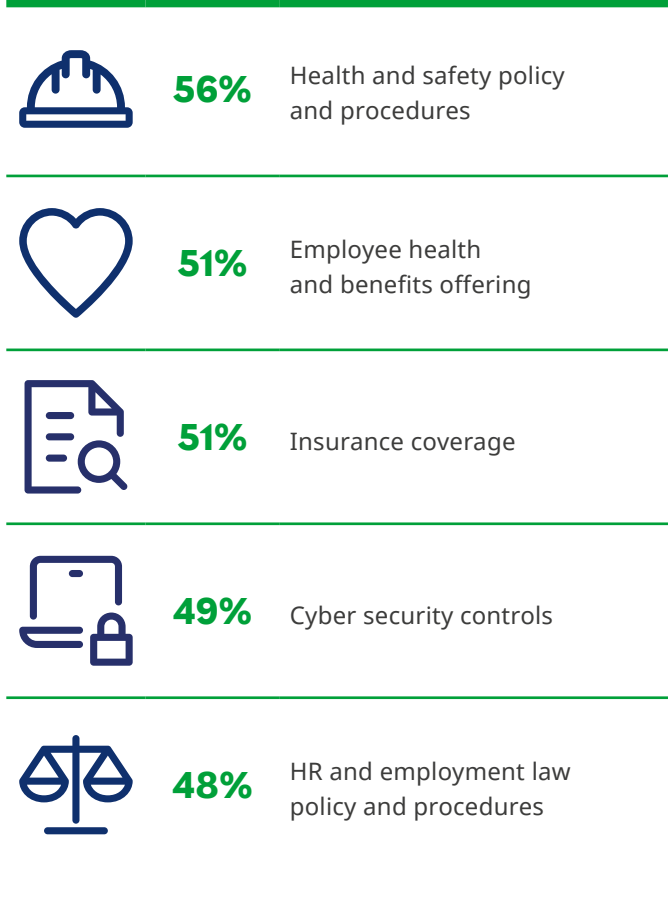 56%
Health and safety policy
and procedures
51%
Employee health
and benefits offering
51%
Insurance coverage
49%
Cyber security controls
48%
HR and employment law
policy and procedures